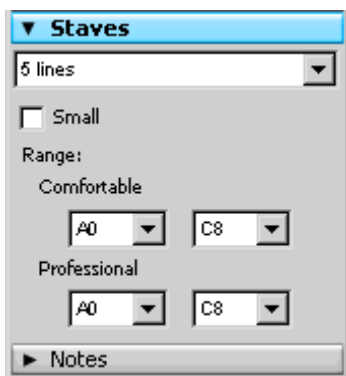 Staves
5 lines
Small
Range:
Comfortable
A0 C8
Professional
A0 C8
Notes